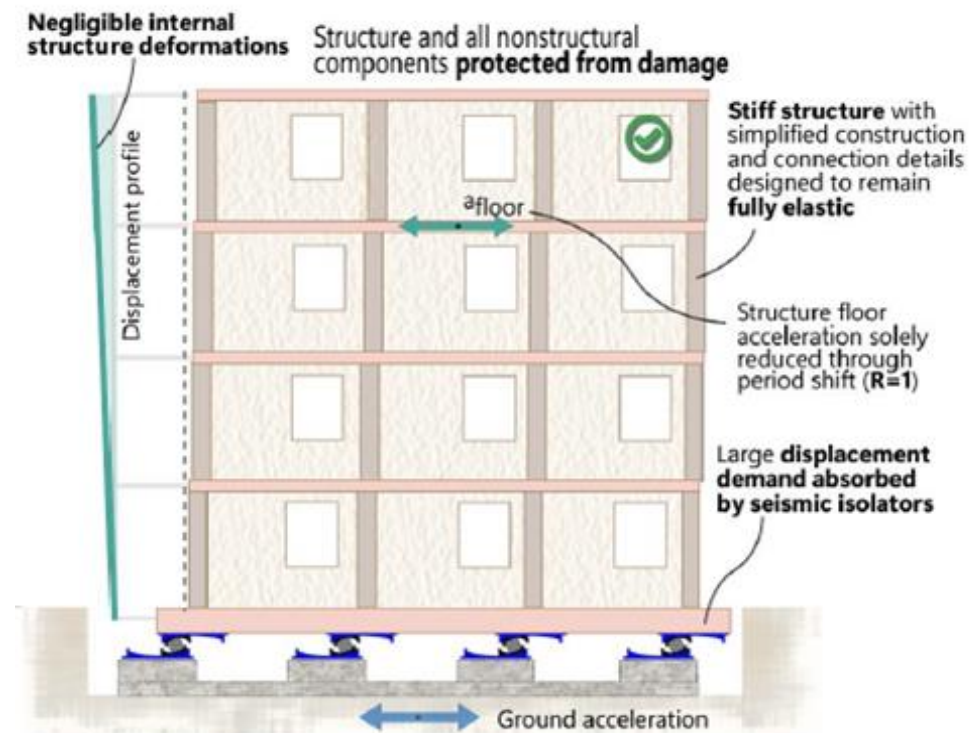 Negligible internal
structure deformations
Structure and all nonstructural
components protected from damage
Displacement profile
afloor
Stiff structure with
simplified construction
and connection details
designed to remain
fully elastic
Structure floor
acceleration solely
reduced through
period shift (R=1)
Large displacement
demand absorbed
by seismic isolators
Ground acceleration